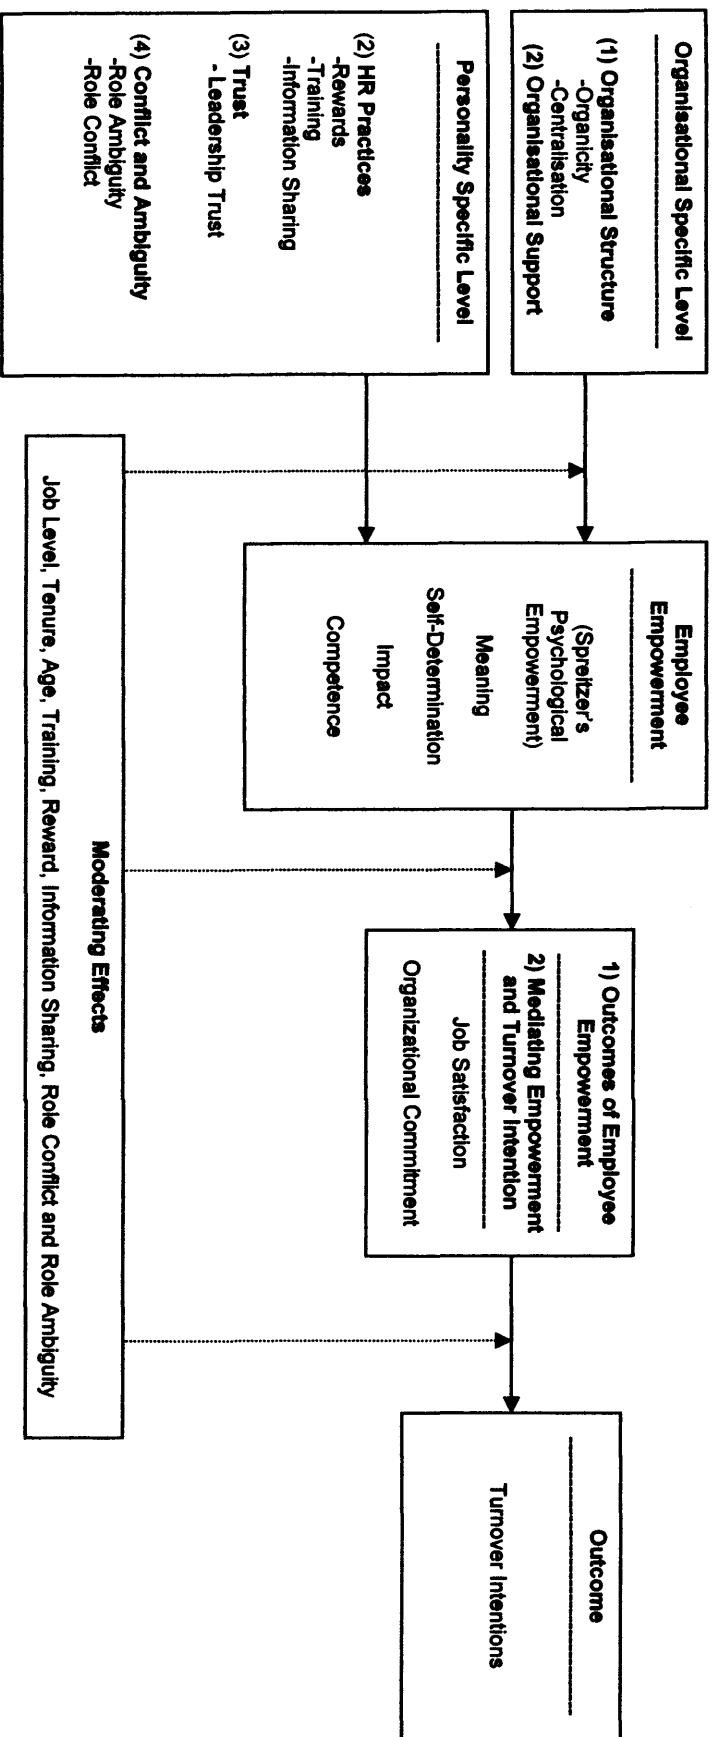 Organisational Specific Level
(1) Organisational Structure
-Organicity
-Centralisation
(2) Organisational Support
Personality Specific Level
(2) HR Practices
-Rewards
-Training
-Information Sharing
(3) Trust
- Leadership Trust
(4) Conflict and Ambiguity
-Role Ambiguity
-Role Conflict
Employee
Empowerment
(Spreitzer's
Psychological
Empowerment)
Meaning
Self-Determination
Impact
Competence
1) Outcomes of Employee
Empowerment
2) Mediating Empowerment
and Turnover Intention
Job Satisfaction
Organizational Commitment
Outcome
Turnover Intentions
Moderating Effects
Job Level, Tenure, Age, Training, Reward, Information Sharing, Role Conflict and Role Ambiguity